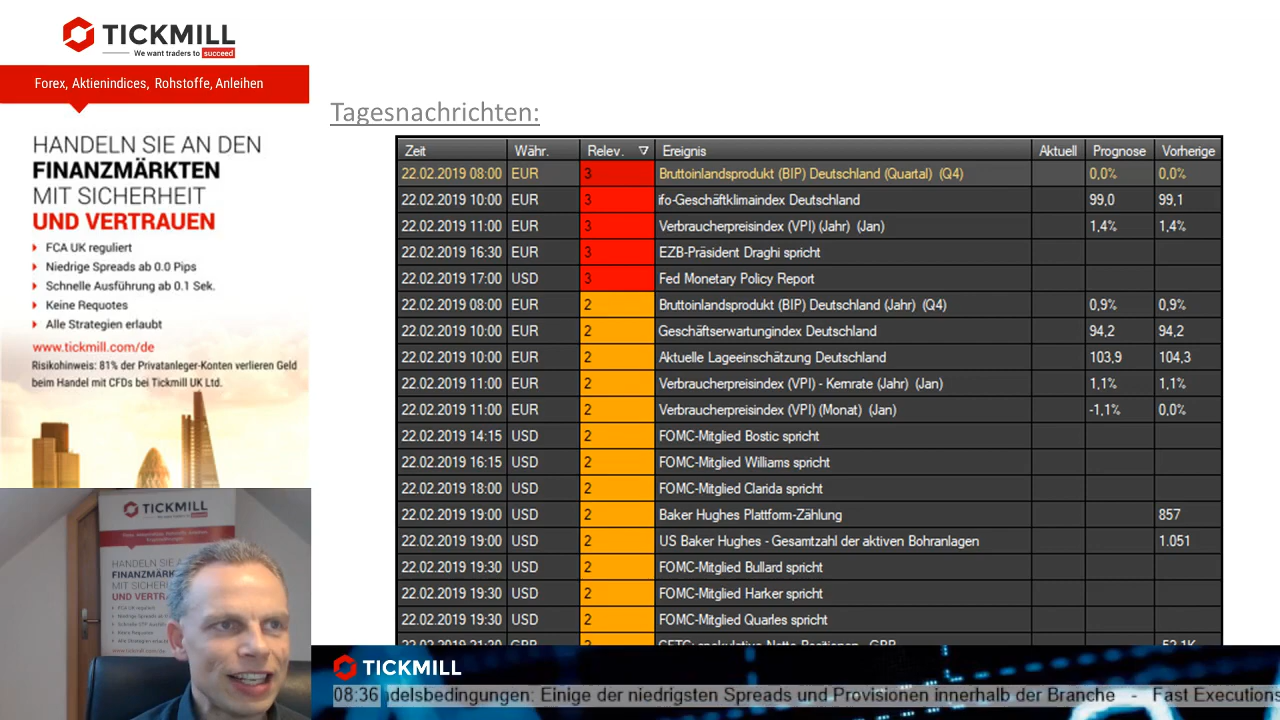 TICKMILL
We want traders to succeed
Forex, Aktienindices, Rohstoffe, Anleihen
HANDELN SIE AN DEN
FINANZMÄRKTEN
MIT SICHERHEIT
UND VERTRAUEN
FCA UK reguliert
Niedrige Spreads ab 0.0 Pips
Schnelle Ausführung ab 0.1 Sek.
Keine Requotes
Alle Strategien erlaubt
www.tickmill.com/de
Risikohinweis: 81% der Privatanleger-Konten verlieren Geld
beim Handel mit CFDs bei Tickmill UK Ltd.
Tagesnachrichten:
Zeit Währ. Relev. Ereignis Aktuell Prognose Vorherige
22.02.2019 08:00 EUR 3 Bruttoinlandsprodukt (BIP) Deutschland (Quartal) (Q4) 0,0% 0,0%
22.02.2019 10:00 EUR 3 ifo-Geschäftklimaindex Deutschland 99,0 99,1
22.02.2019 11:00 EUR 3 Verbraucherpreisindex (VPI) (Jahr) (Jan) 1,4% 1,4%
22.02.2019 16:30 EUR 3 EZB-Präsident Draghi spricht
22.02.2019 17:00 USD 3 Fed Monetary Policy Report
22.02.2019 08:00 EUR 2 Bruttoinlandsprodukt (BIP) Deutschland (Jahr) (Q4) 0,9% 0,9%
22.02.2019 10:00 EUR 2 Geschäftserwartungindex Deutschland 94,2 94,2
22.02.2019 10:00 EUR 2 Aktuelle Lageeinschätzung Deutschland 103,9 104,3
22.02.2019 11:00 EUR 2 Verbraucherpreisindex (VPI) - Kernrate (Jahr) (Jan) 1,1% 1,1%
22.02.2019 11:00 EUR 2 Verbraucherpreisindex (VPI) (Monat) (Jan) -1,1% 0,0%
22.02.2019 14:15 USD 2 FOMC-Mitglied Bostic spricht
22.02.2019 16:15 USD 2 FOMC-Mitglied Williams spricht
22.02.2019 18:00 USD 2 FOMC-Mitglied Clarida spricht
22.02.2019 19:00 USD 2 Baker Hughes Plattform-Zählung 857
22.02.2019 19:00 USD 2 US Baker Hughes - Gesamtzahl der aktiven Bohranlagen 1.051
22.02.2019 19:30 USD 2 FOMC-Mitglied Bullard spricht
22.02.2019 19:30 USD 2 FOMC-Mitglied Harker spricht
22.02.2019 19:30 USD 2 FOMC-Mitglied Quarles spricht
TICKMILL
HANDELN SIE A
FINANZMÄRK
MIT SICHER
UND VERTR
FCA UK reguliert
TICKMILL
08:36 delsbedingungen: Einige der niedrigsten Spreads und Provisionen innerhalb der Branche - Fast Executions